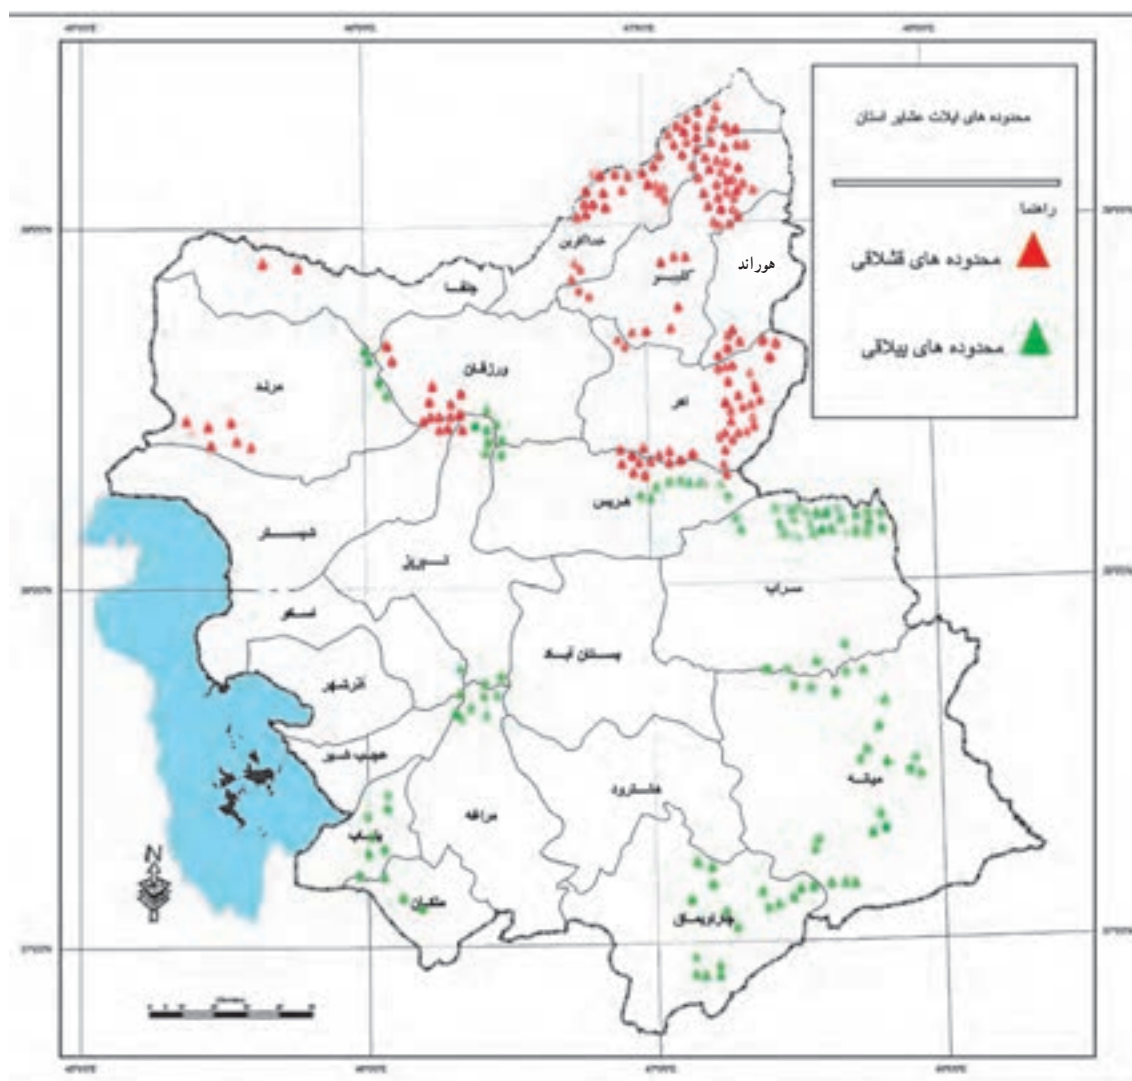 محدوده های ایلات عشایر استان
راهنما
محدوده های قشلاقی
محدوده های ییلاقی
خداآفرین
هوراند
کلیبر
جلفا
ورزقان
مرند
اهر
هریس
شبستر
تبریز
سراب
اسکو
بستان آباد
آذرشهر
عجب شیر
میانه
هشترود
مراغه
بناب
ملکان
چاراویماق
N